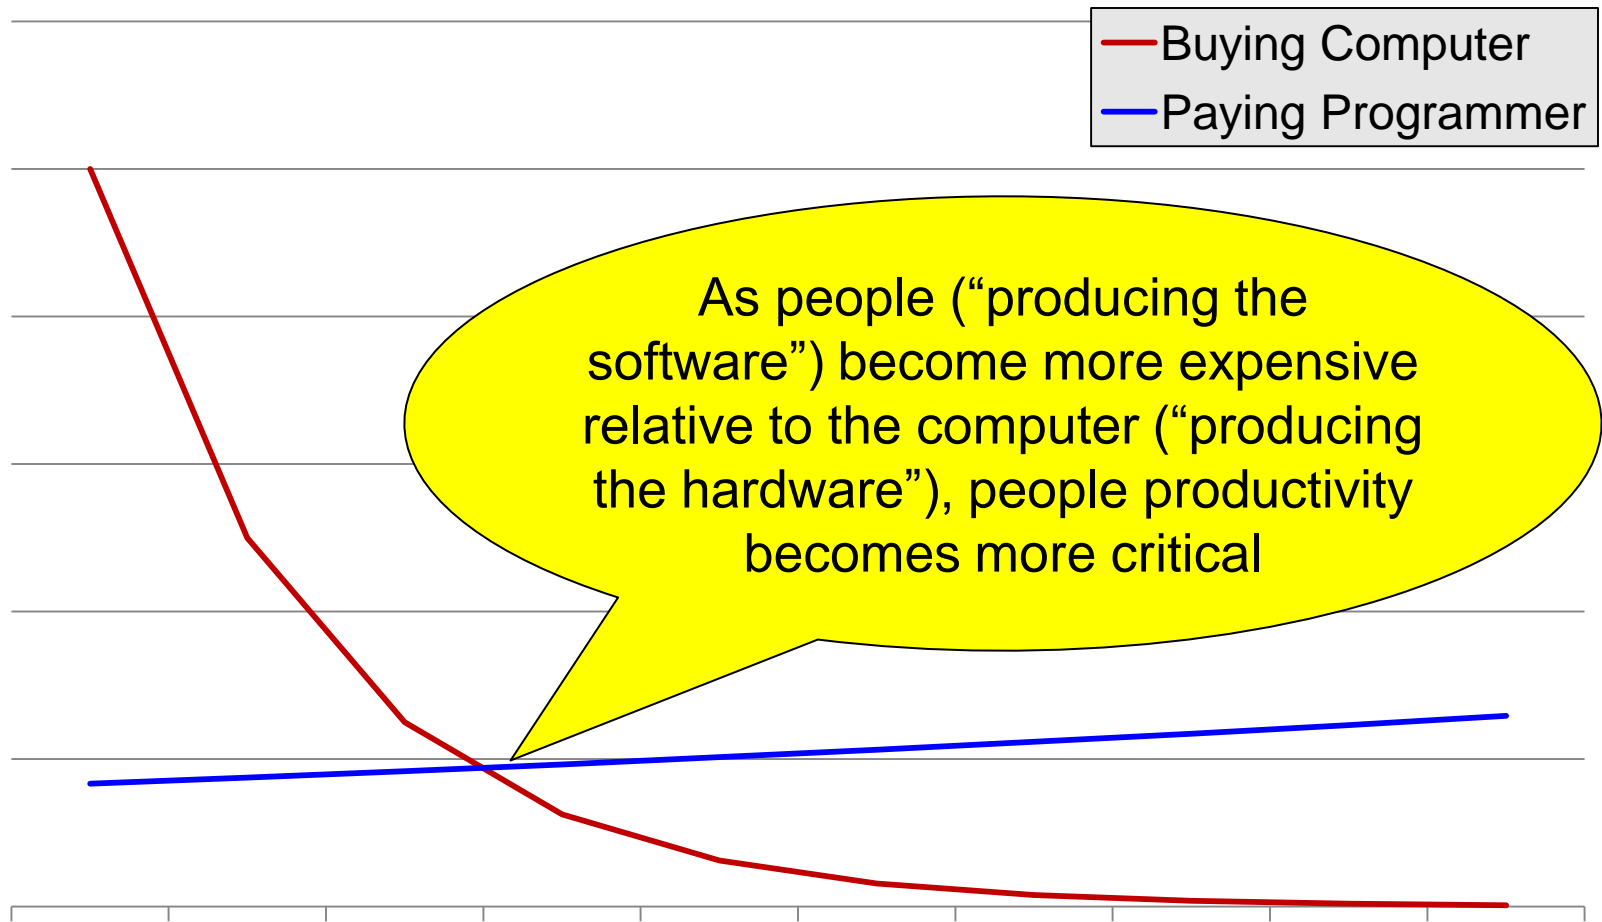 Buying Computer
Paying Programmer
As people (“producing the
software”) become more expensive
relative to the computer (“producing
the hardware”), people productivity
becomes more critical